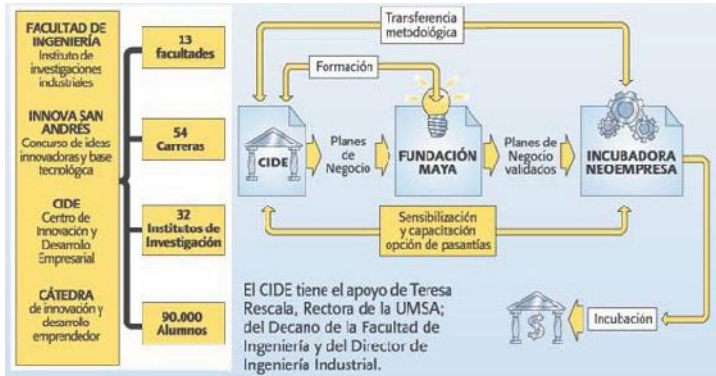 FACULTAD DE
INGENIERÍA
Instituto de
investigaciones
industriales
INNOVA SAN
ANDRÉS
Concurso de ideas
innovadoras y base
tecnológica
CIDE
Centro de
Innovación y
Desarrollo
Empresarial
CÁTEDRA
de innovación y
desarrollo
emprendedor
13
facultades
54
Carreras
32
Institutos de
Investigación
90.000
Alumnos
Transferencia
metodológica
Formación
CIDE
Planes
de
Negocio
FUNDACIÓN
MAYA
Planes de
Negocio
validados
INCUBADORA
NEOEMPRESA
Sensibilización
y capacitación
opción de pasantías
El CIDE tiene el apoyo de Teresa
Rescala, Rectora de la UMSA;
del Decano de la Facultad de
Ingeniería y del Director de
Ingeniería Industrial.
$
Incubación